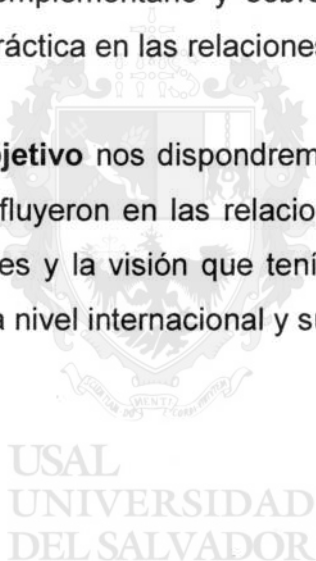 complementario y sobre
ráctica en las relaciones
jetivo nos dispondrem
fluyeron en las relacio
es y la visión que tení
a nivel internacional y su
USAL
UNIVERSIDAD
DEL SALVADOR